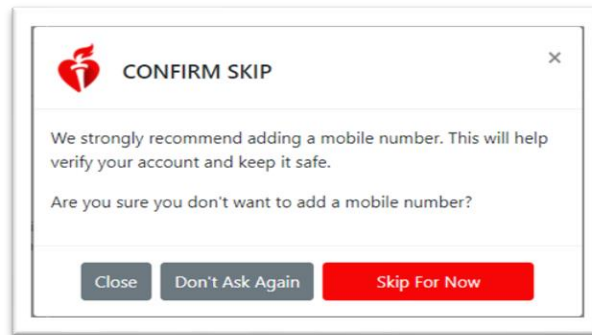 CONFIRM SKIP
×
We strongly recommend adding a mobile number. This will help
verify your account and keep it safe.
Are you sure you don't want to add a mobile number?
Close
Don't Ask Again
Skip For Now